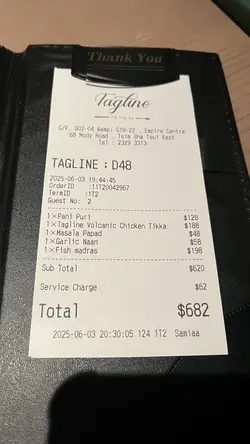 Thank You
Tagline
G/F, G02-04 &amp; G16-22 , Empire Centre
68 Mody Road , Tsim Sha Tsui East
Tel : 2329 3313
TAGLINE : D48
2025-06-03 19:44:45
OrderID :11T20042967
TermID :1T2
Guest No: 2
1×Pani Puri $128
1×Tagline Volcanic Chicken Tikka $188
1×Masala Papad $48
1×Garlic Naan $58
1×Fish madras $198
Sub Total $620
Service Charge $62
Total $682
2025-06-03 20:30:05 124 1T2 Samiaa